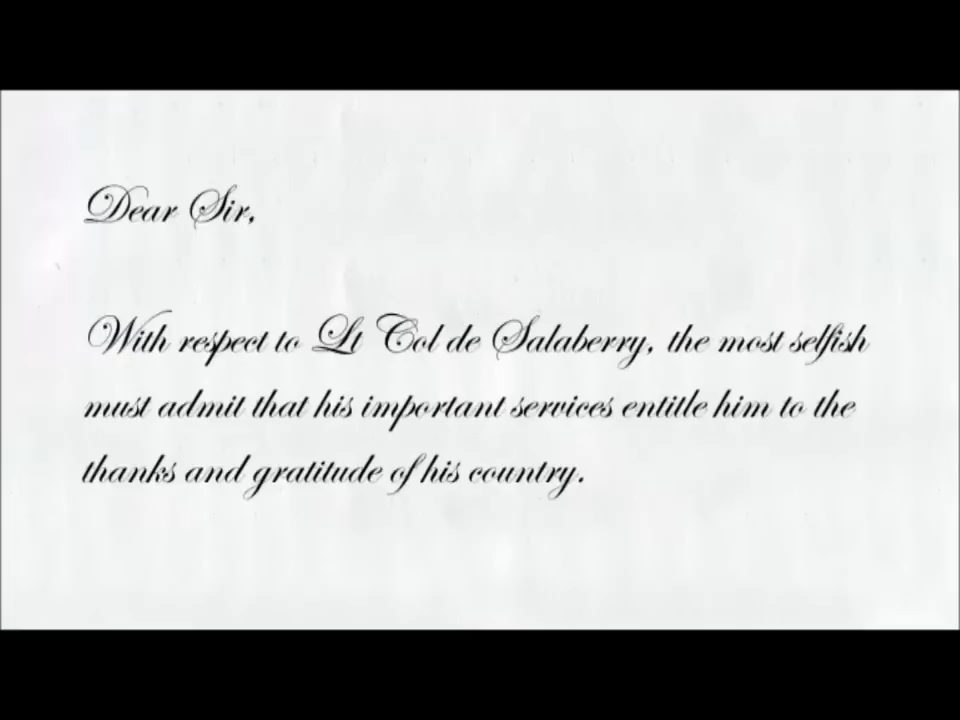 Dear Sir,
With respect to Lt Col de Salaberry, the most selfish
must admit that his important services entitle him to the
thanks and gratitude of his country.